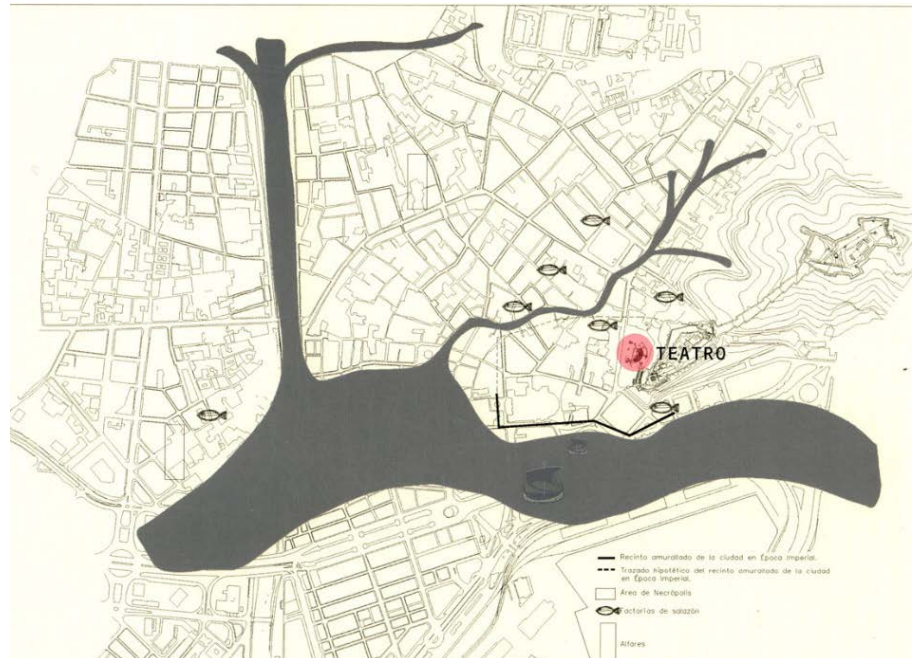 TEATRO
Recinto amurallado de la ciudad en Época Imperial.
Trazado hipotético del recinto amurallado de la ciudad
en Época Imperial.
Área de Necrópolis
Factorías de salazón
Alfares